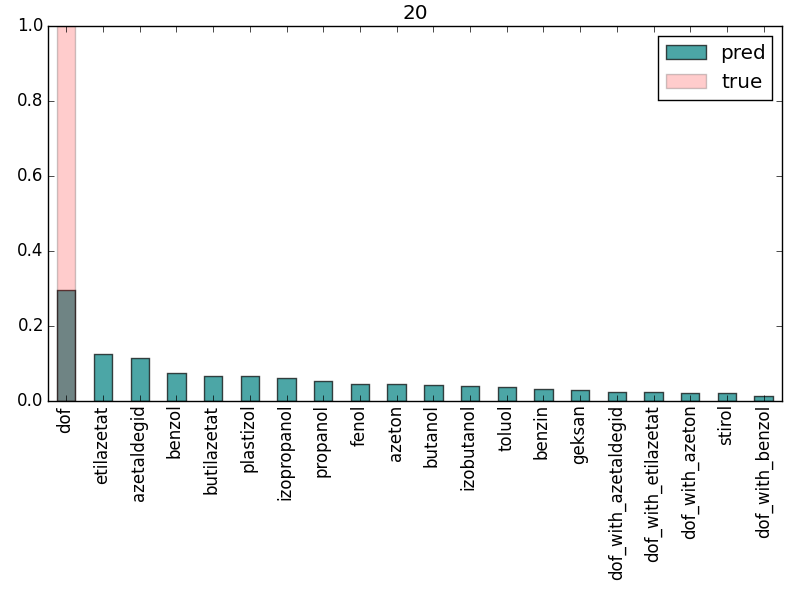 20
1.0
0.8
0.6
0.4
0.2
0.0
pred
true
dof
etilazetat
azetaldegid
benzol
butilazetat
plastizol
izopropanol
propanol
fenol
azeton
butanol
izobutanol
toluol
benzin
geksan
dof_with_azetaldegid
dof_with_etilazetat
dof_with_azeton
stirol
dof_with_benzol